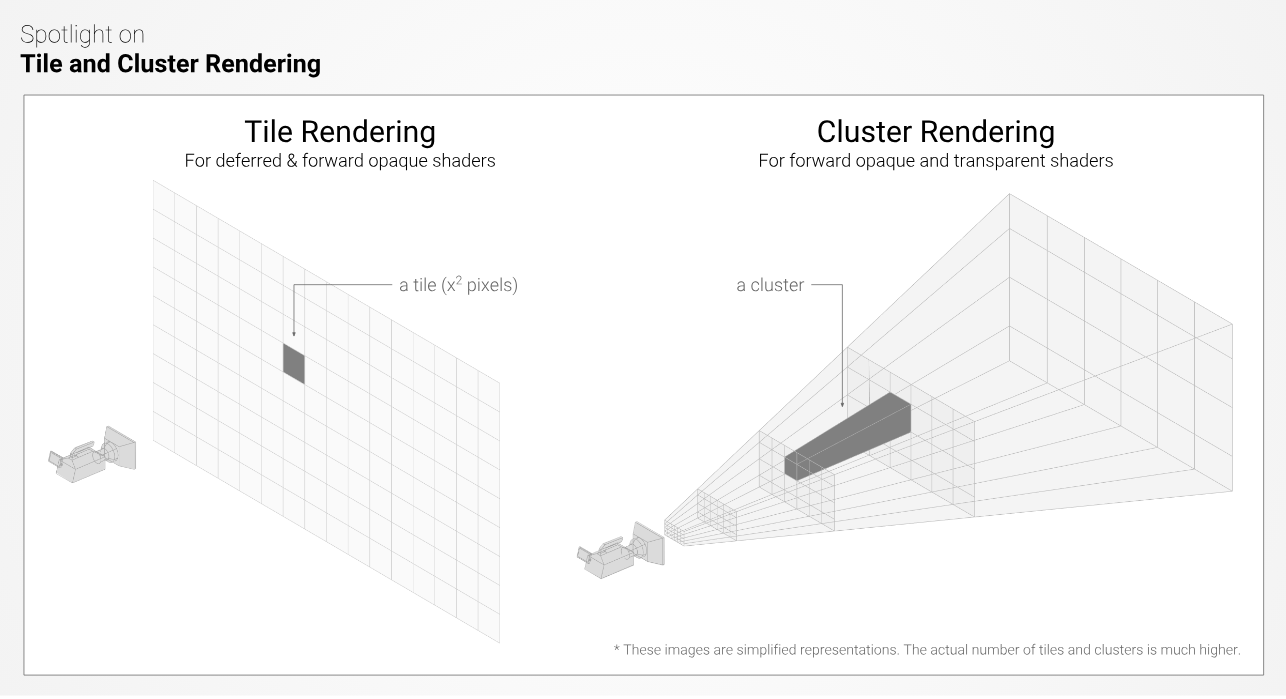 Spotlight on
Tile and Cluster Rendering
Tile Rendering
For deferred & forward opaque shaders
a tile (x² pixels)
Cluster Rendering
For forward opaque and transparent shaders
a cluster
* These images are simplified representations. The actual number of tiles and clusters is much higher.